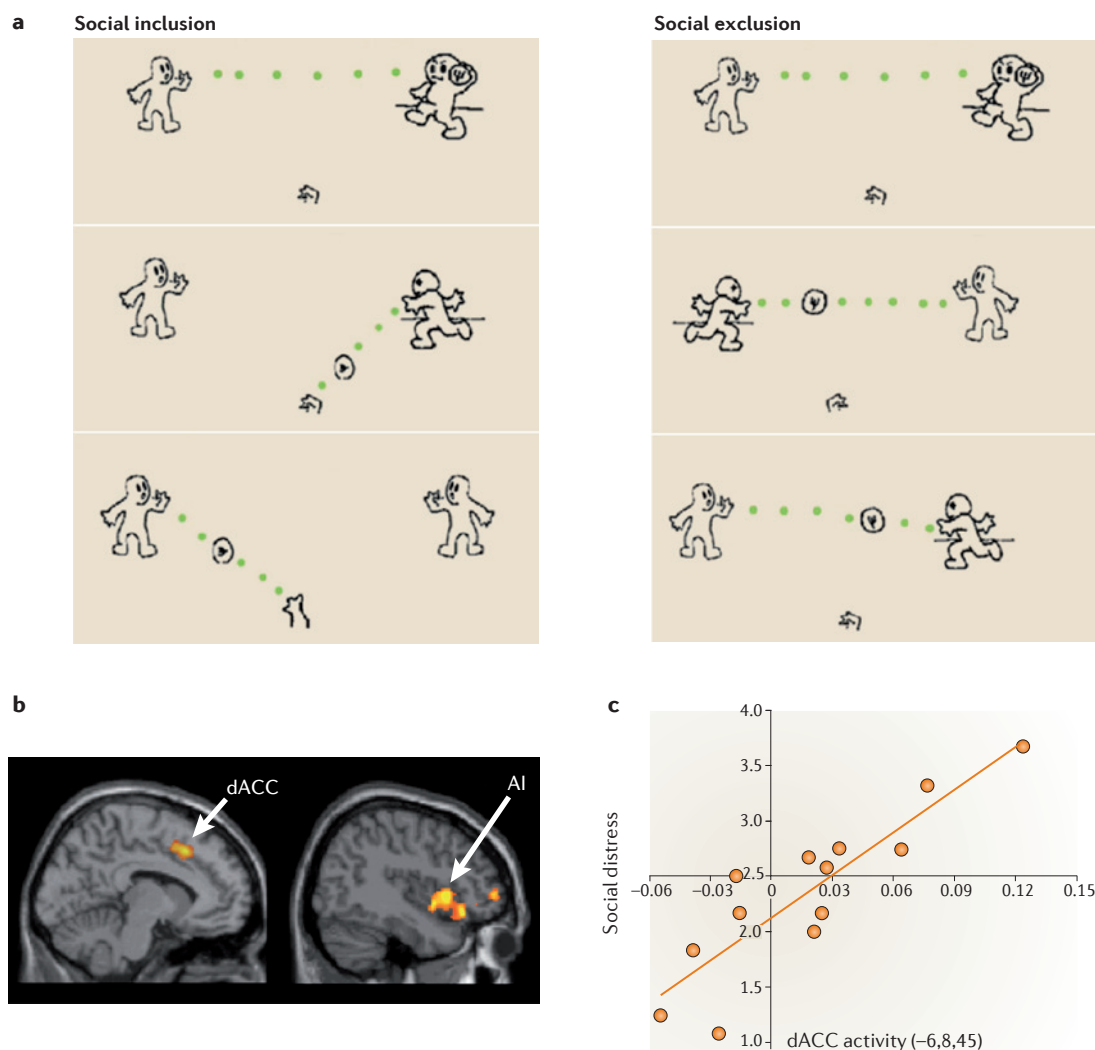 a
Social inclusion
Social exclusion
b
dACC
AI
c
Social distress
4.0
3.5
3.0
2.5
2.0
1.5
1.0
−0.06
−0.03
0
0.03
0.06
0.09
0.12
0.15
dACC activity (−6,8,45)